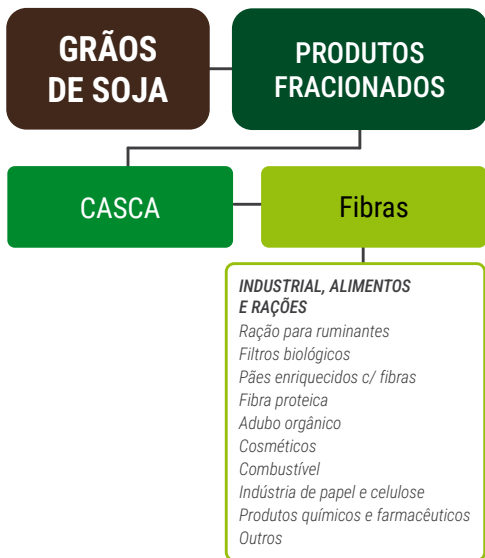 GRÃOS
DE SOJA
PRODUTOS
FRACIONADOS
CASCA
Fibras
INDUSTRIAL, ALIMENTOS
E RAÇÕES
Ração para ruminantes
Filtros biológicos
Pães enriquecidos c/ fibras
Fibra proteica
Adubo orgânico
Cosméticos
Combustível
Indústria de papel e celulose
Produtos químicos e farmacêuticos
Outros